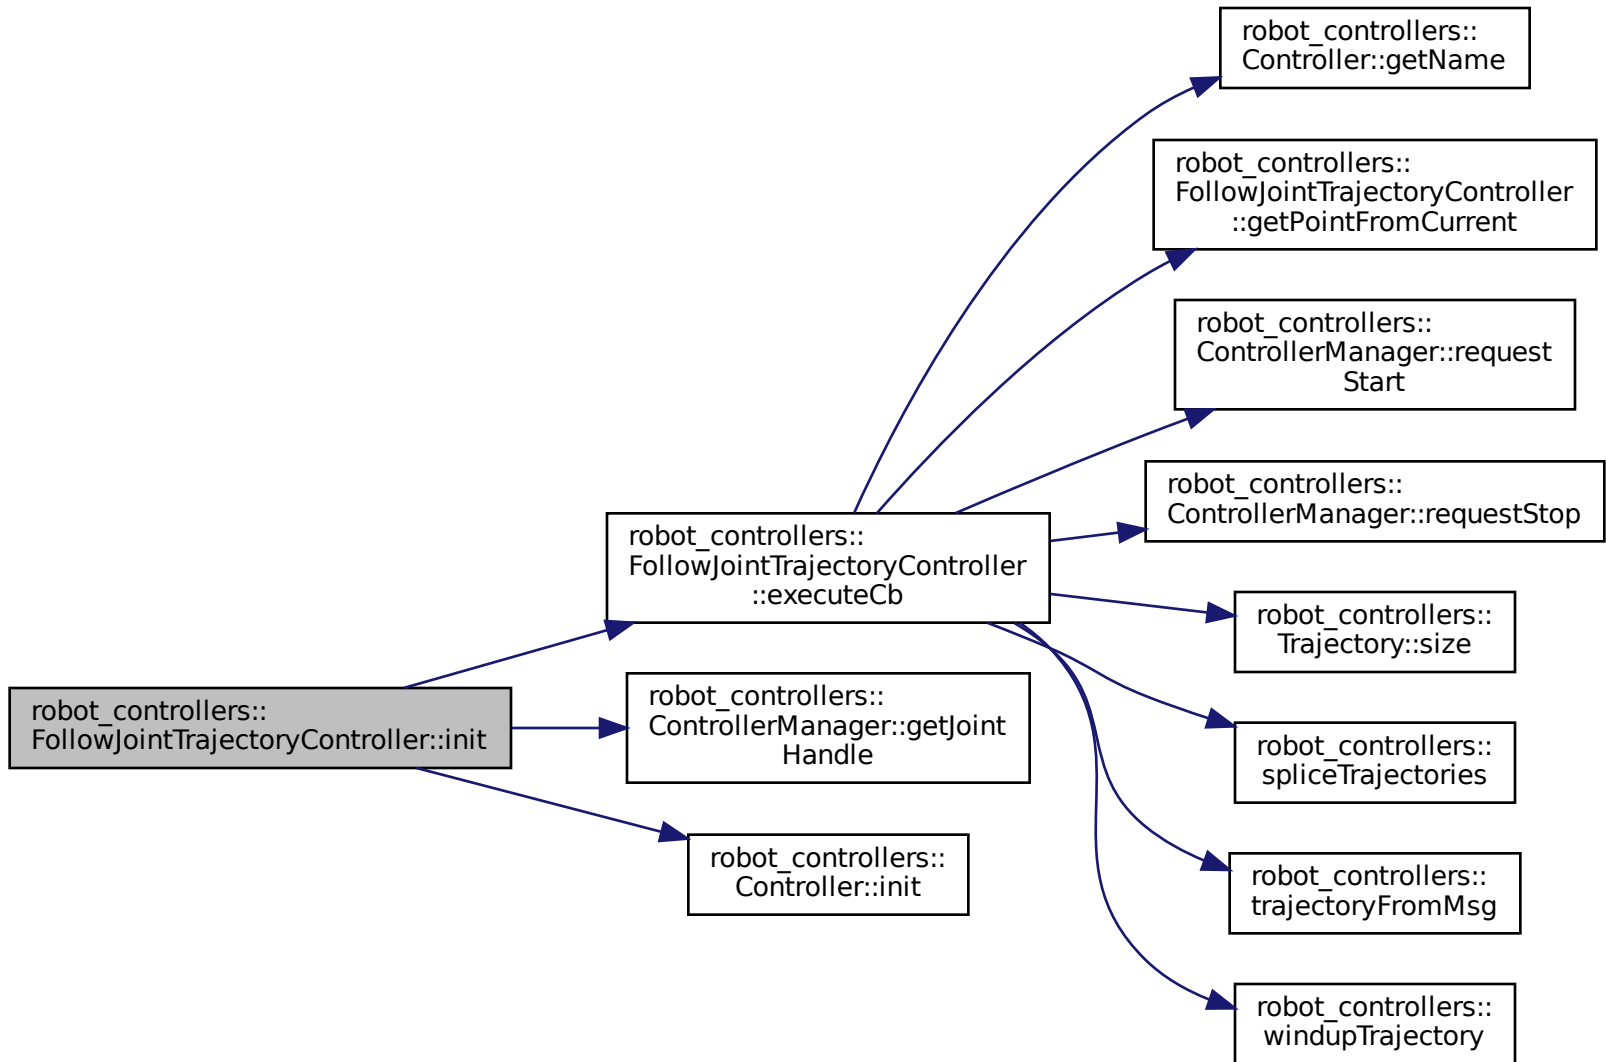 robot_controllers::
Controller::getName
robot_controllers::
FollowJointTrajectoryController
::getPointFromCurrent
robot_controllers::
ControllerManager::request
Start
robot_controllers::
ControllerManager::requestStop
robot_controllers::
FollowJointTrajectoryController
::executeCb
robot_controllers::
Trajectory::size
robot_controllers::
FollowJointTrajectoryController::init
robot_controllers::
ControllerManager::getJoint
Handle
robot_controllers::
spliceTrajectories
robot_controllers::
Controller::init
robot_controllers::
trajectoryFromMsg
robot_controllers::
windupTrajectory